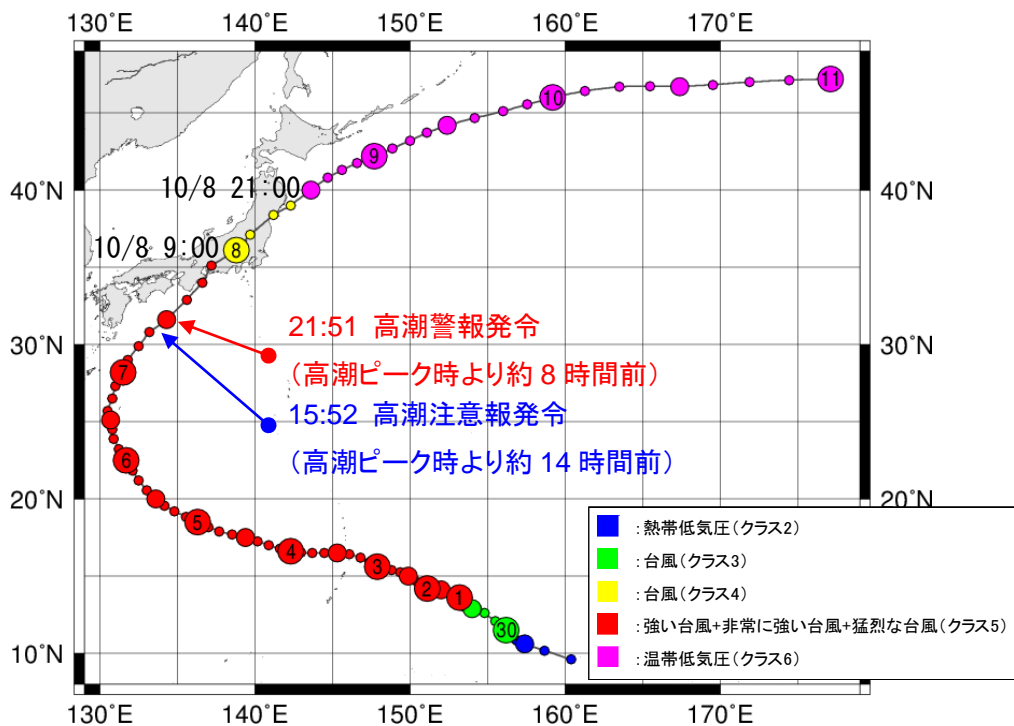 130°E 140°E 150°E 160°E 170°E
11
10
9
40°N 40°N
10/8 21:00
10/8 9:00
8
30°N 30°N
21:51 高潮警報発令
（高潮ピーク時より約 8 時間前）
7
15:52 高潮注意報発令
（高潮ピーク時より約 14 時間前）
6
20°N 20°N
5
4
3
2
1
30
10°N 10°N
：熱帯低気圧（クラス2）
：台風（クラス3）
：台風（クラス4）
：強い台風+非常に強い台風+猛烈な台風（クラス5）
：温帯低気圧（クラス6）
130°E 140°E 150°E 160°E 170°E